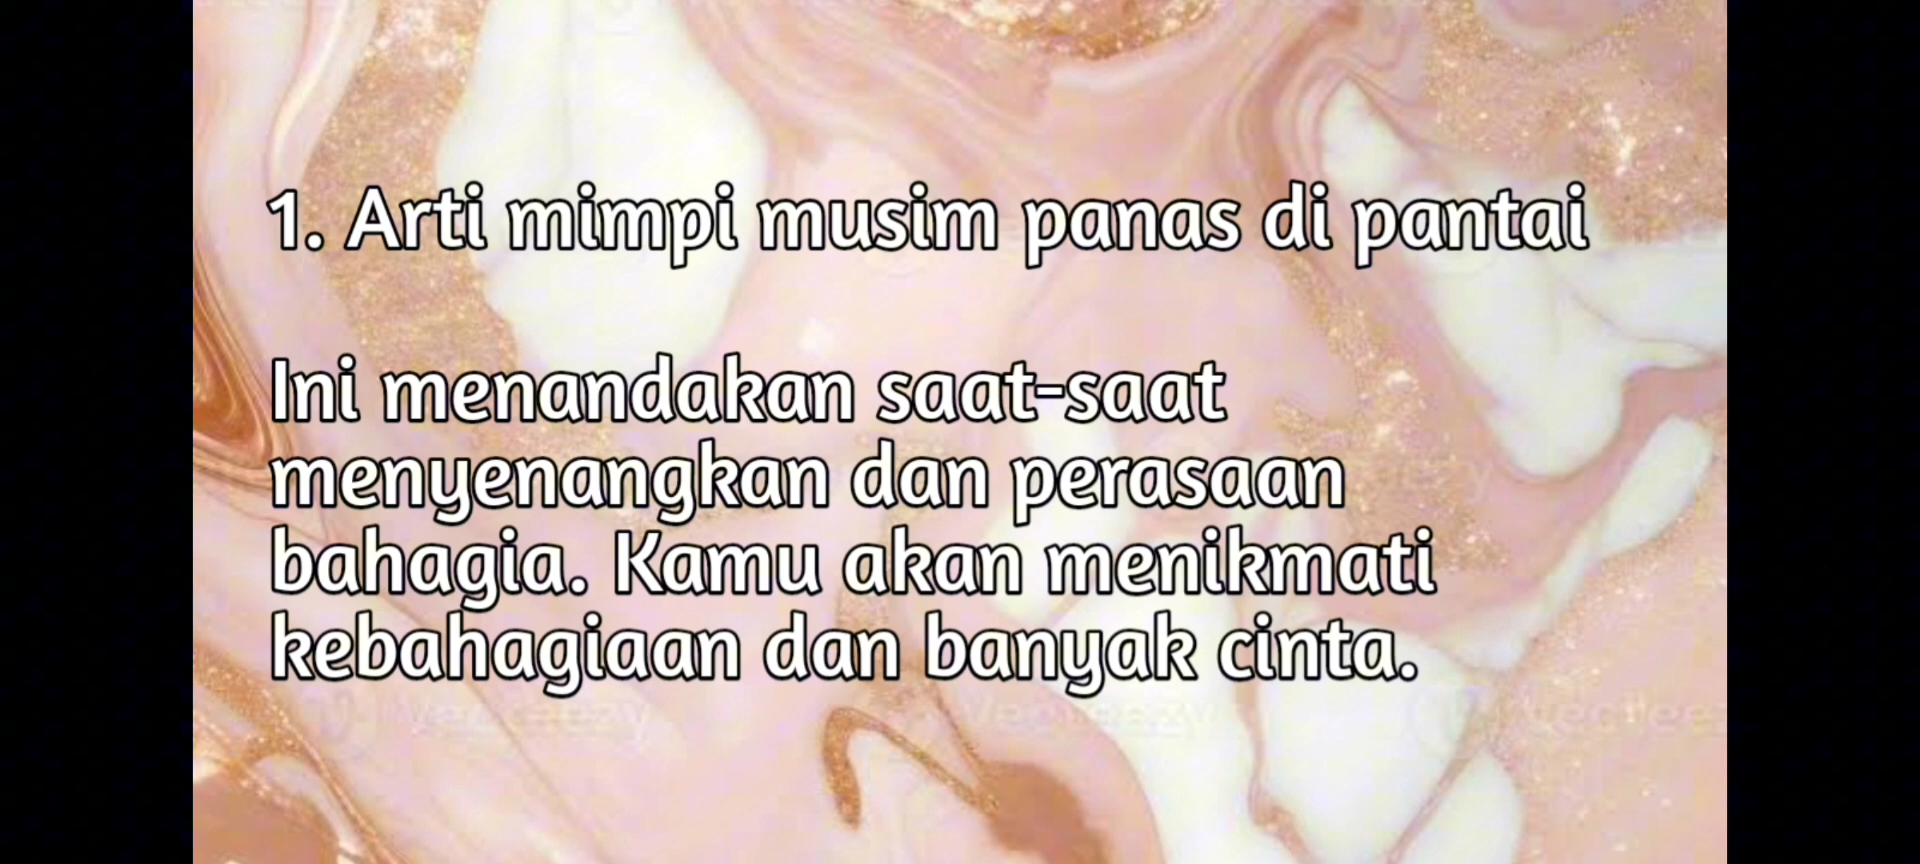 1. Arti mimpi musim panas di pantai
Ini menandakan saat-saat
menyenangkan dan perasaan
bahagia. Kamu akan menikmati
kebahagiaan dan banyak cinta.